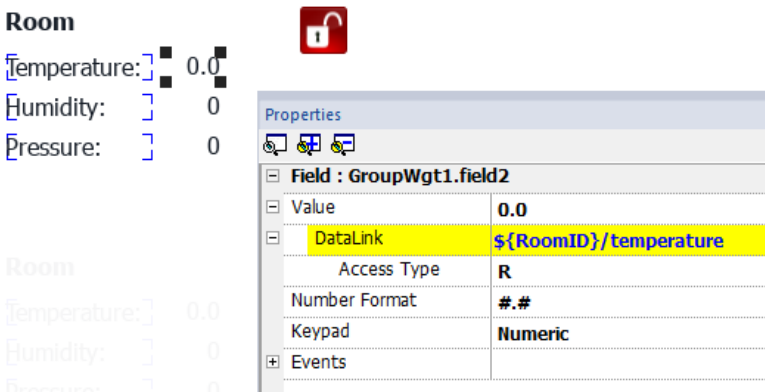 Room
Temperature: 0.0
Humidity: 0
Pressure: 0
Room
Temperature: 0.0
Humidity: 0
Pressure: 0
Properties
Field : GroupWgt1.field2
Value 0.0
DataLink ${RoomID}/temperature
Access Type R
Number Format #.#
Keypad Numeric
Events